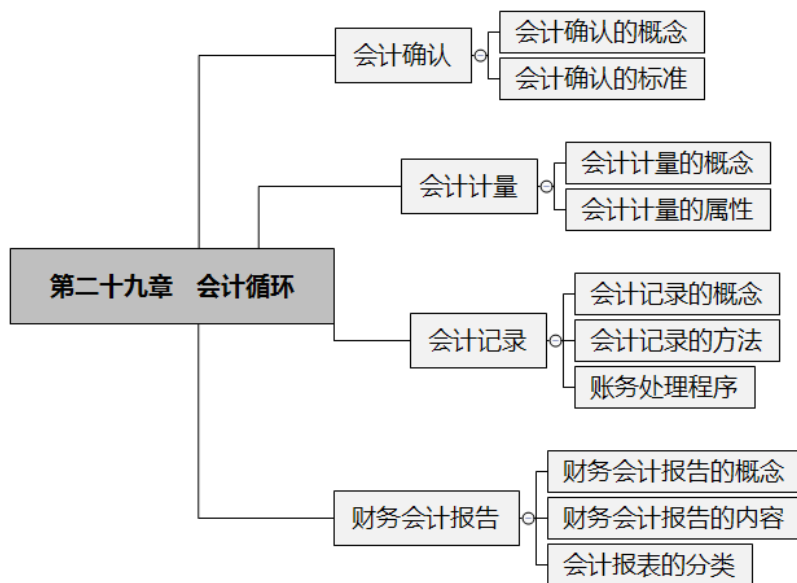 会计确认
会计确认的概念
会计确认的标准
会计计量
会计计量的概念
会计计量的属性
第二十九章　会计循环
会计记录
会计记录的概念
会计记录的方法
账务处理程序
财务会计报告
财务会计报告的概念
财务会计报告的内容
会计报表的分类